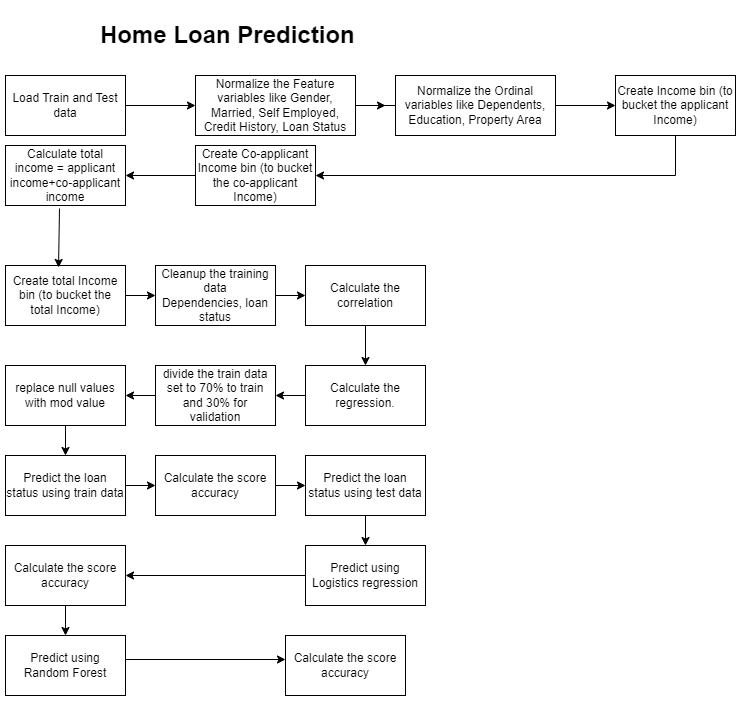 Home Loan Prediction
Load Train and Test
data
Normalize the Feature
variables like Gender,
Married, Self Employed,
Credit History, Loan Status
Normalize the Ordinal
variables like Dependents,
Education, Property Area
Create Income bin (to
bucket the applicant
Income)
Calculate total
income = applicant
income+co-applicant
income
Create Co-applicant
Income bin (to bucket
the co-applicant
Income)
Create total Income
bin (to bucket the
total Income)
Cleanup the training
data
Dependencies, loan
status
Calculate the
correlation
replace null values
with mod value
divide the train data
set to 70% to train
and 30% for
validation
Calculate the
regression.
Predict the loan
status using train data
Calculate the score
accuracy
Predict the loan
status using test data
Calculate the score
accuracy
Predict using
Logistics regression
Predict using
Random Forest
Calculate the score
accuracy